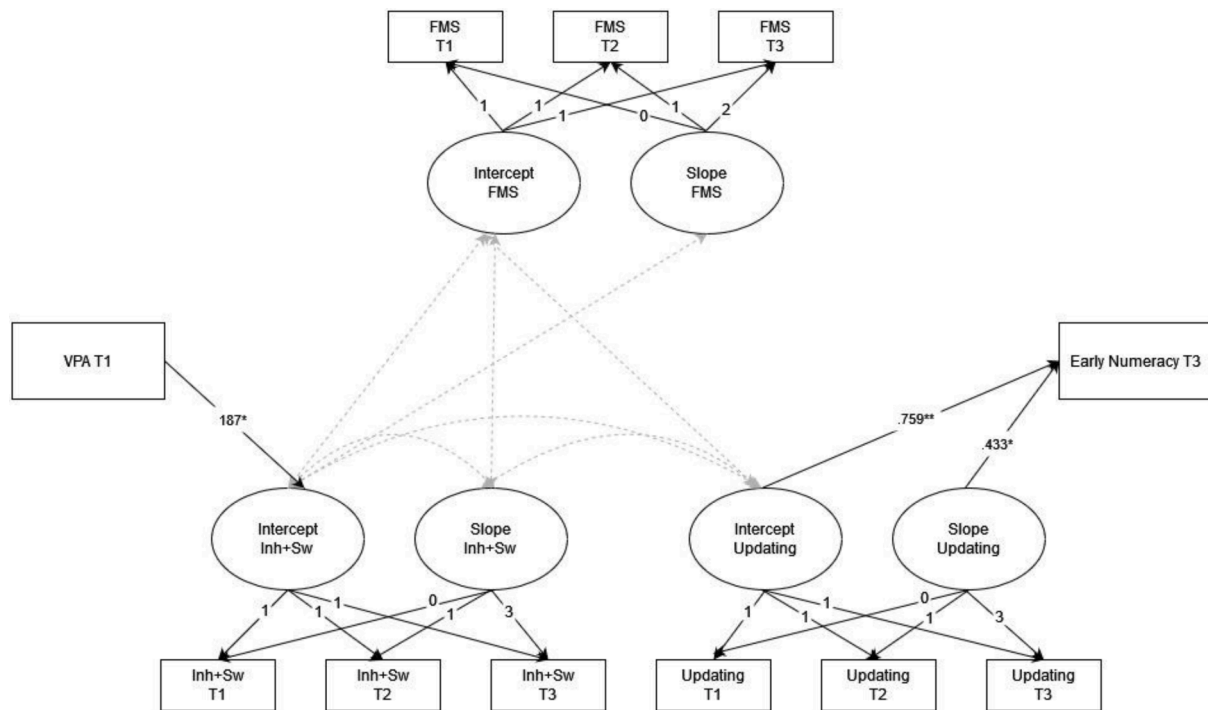 FMS
T1
FMS
T2
FMS
T3
1
1
1
0
1
2
Intercept
FMS
Slope
FMS
VPA T1
Early Numeracy T3
.187*
.759**
.433*
Intercept
Inh+Sw
Slope
Inh+Sw
Intercept
Updating
Slope
Updating
1
1
1
0
1
3
1
1
1
0
1
3
Inh+Sw
T1
Inh+Sw
T2
Inh+Sw
T3
Updating
T1
Updating
T2
Updating
T3